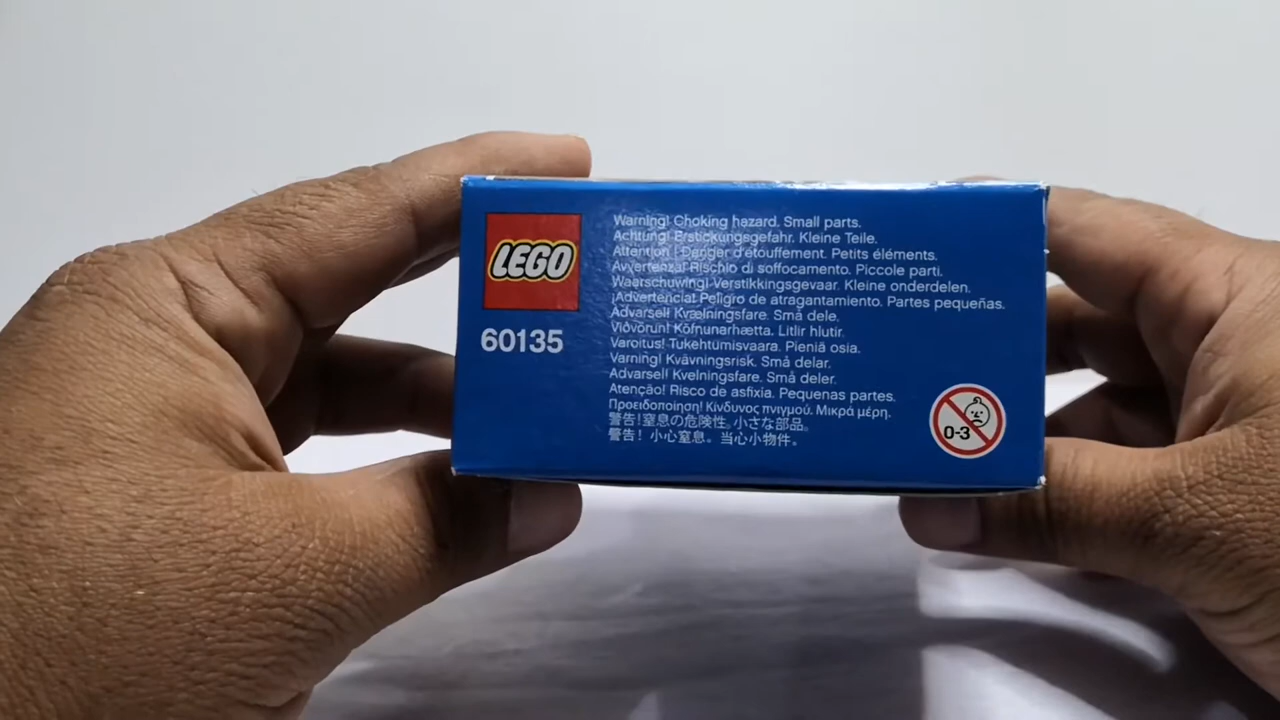 LEGO
60135
Warning! Choking hazard. Small parts.
Achtung! Erstickungsgefahr. Kleine Teile.
Attention ! Danger d'étouffement. Petits éléments.
Avvertenza! Rischio di soffocamento. Piccole parti.
Waarschuwing! Verstikkingsgevaar. Kleine onderdelen.
¡Advertencia! Peligro de atragantamiento. Partes pequeñas.
Advarsel! Kvælningsfare. Små dele.
Viðvörun! Köfnunarhætta. Litlir hlutir.
Varoitus! Tukehtumisvaara. Pieniä osia.
Varning! Kvävningsrisk. Små delar.
Advarsel! Kvelningsfare. Små deler.
Atenção! Risco de asfixia. Pequenas partes.
Προειδοποίηση! Κίνδυνος πνιγμού. Μικρά μέρη.
警告!窒息の危険性。小さな部品。
警告! 小心窒息。当心小物件。
0-3